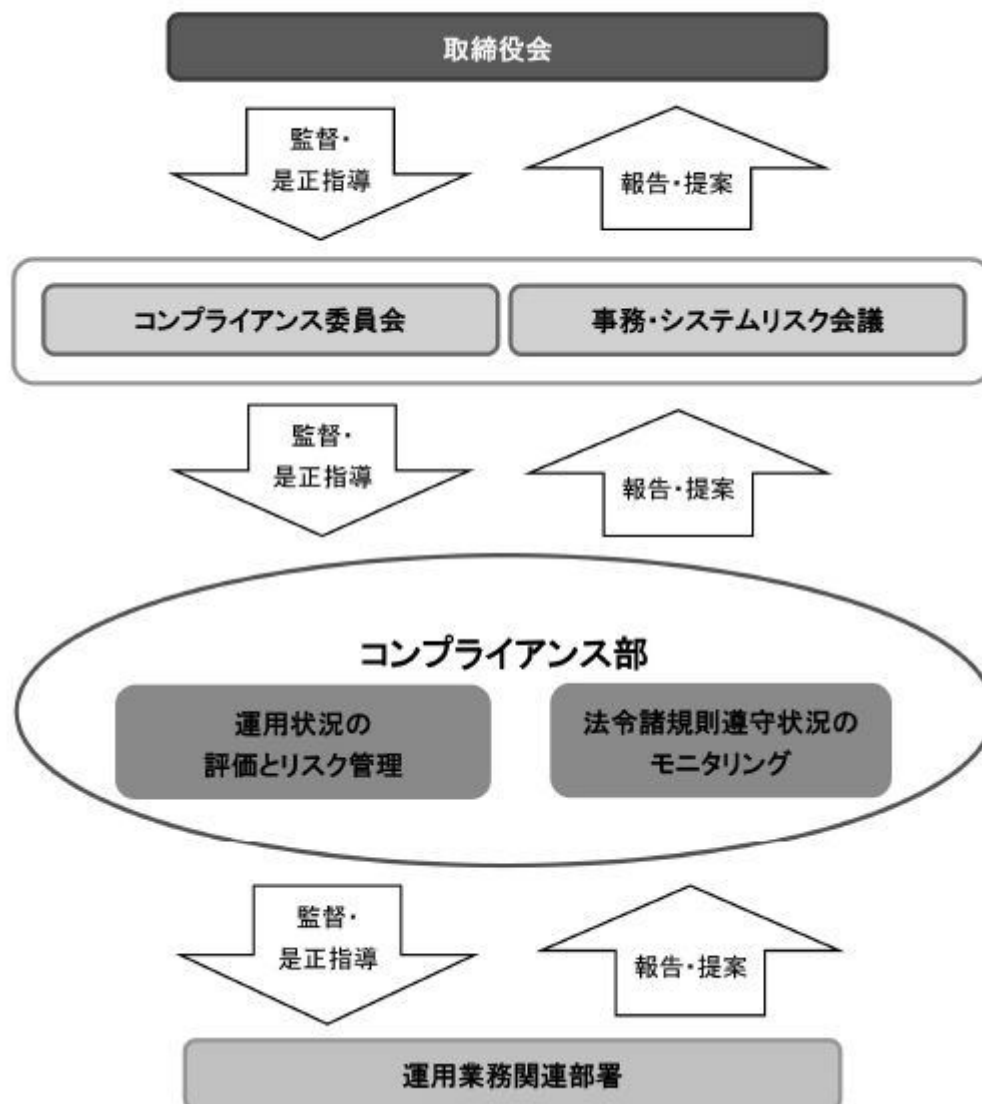 取締役会
監督・
是正指導
報告・提案
コンプライアンス委員会
事務・システムリスク会議
監督・
是正指導
報告・提案
コンプライアンス部
運用状況の
評価とリスク管理
法令諸規則遵守状況の
モニタリング
監督・
是正指導
報告・提案
運用業務関連部署